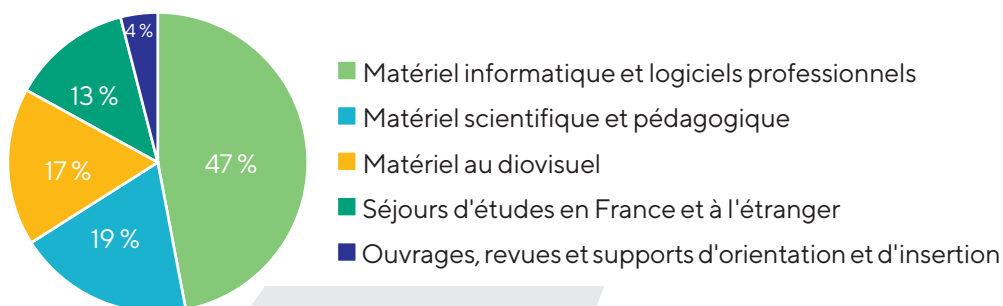 4 %
13 %
17 %
47 %
19 %
Matériel informatique et logiciels professionnels
Matériel scientifique et pédagogique
Matériel au diovisuel
Séjours d'études en France et à l'étranger
Ouvrages, revues et supports d'orientation et d'insertion